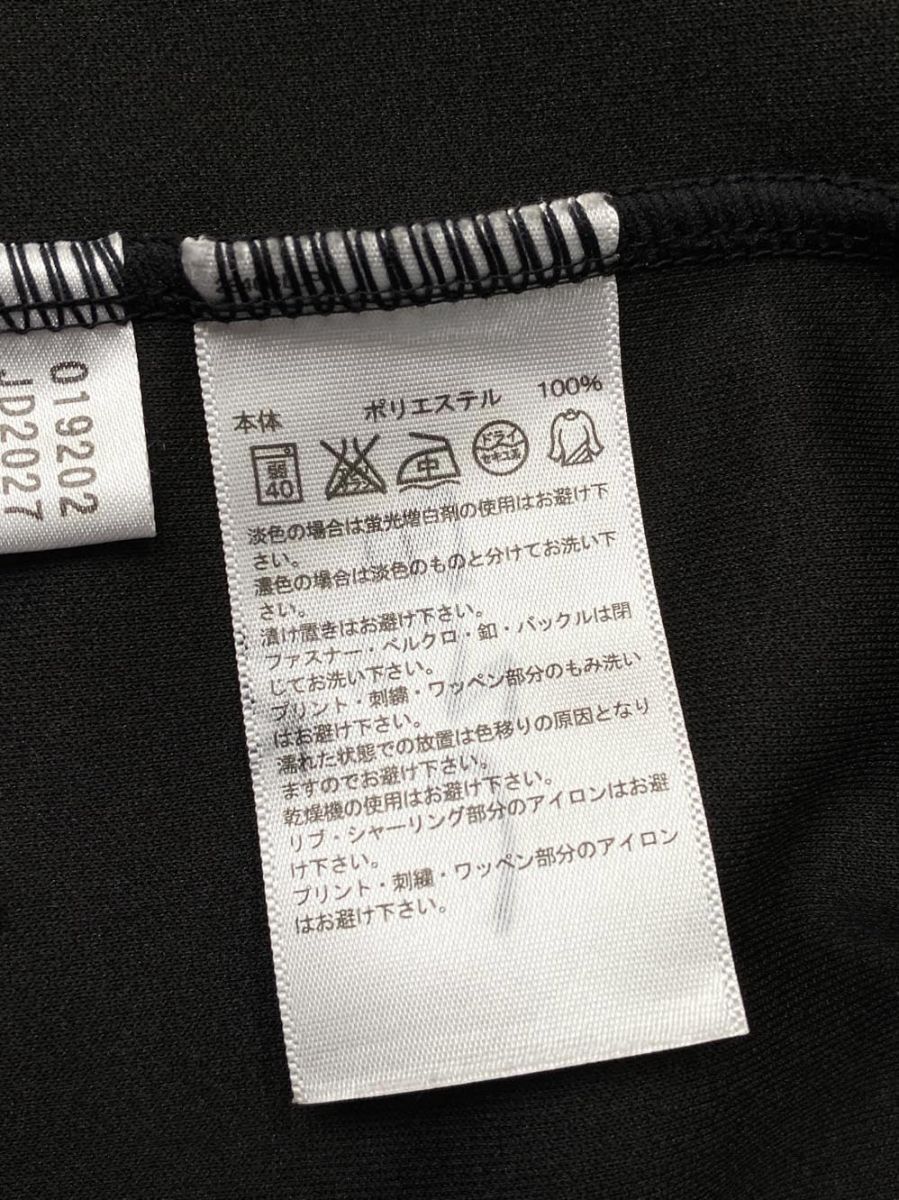 019202
JD2027
本体 ポリエステル 100%
弱 40 中 ドライ セキユ系
淡色の場合は蛍光増白剤の使用はお避け下
さい。
濃色の場合は淡色のものと分けてお洗い下
さい。
漬け置きはお避け下さい。
ファスナー・ベルクロ・釦・バックルは閉
じてお洗い下さい。
プリント・刺繍・ワッペン部分のもみ洗い
はお避け下さい。
濡れた状態での放置は色移りの原因となり
ますのでお避け下さい。
乾燥機の使用はお避け下さい。
リブ・シャーリング部分のアイロンはお避
け下さい。
プリント・刺繍・ワッペン部分のアイロン
はお避け下さい。